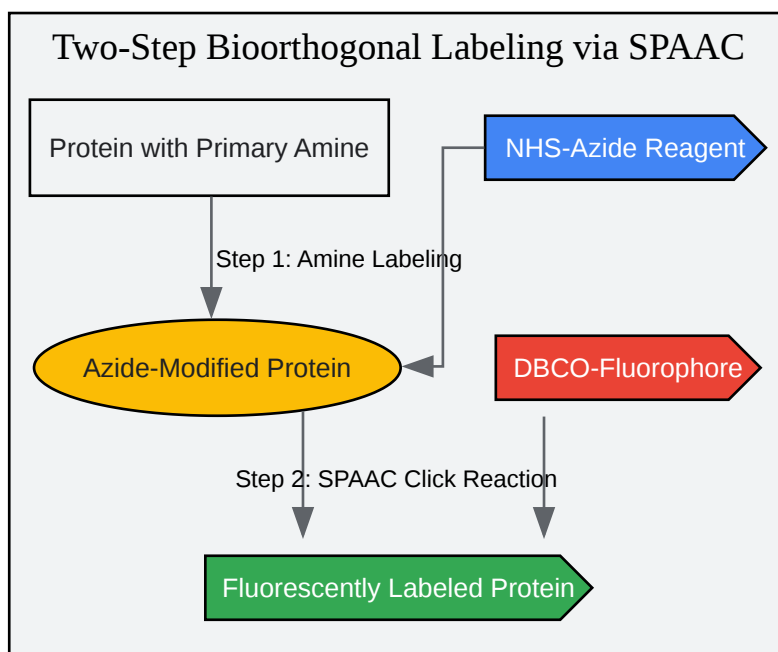 Two-Step Bioorthogonal Labeling via SPAAC
Protein with Primary Amine
NHS-Azide Reagent
Step 1: Amine Labeling
Azide-Modified Protein
DBCO-Fluorophore
Step 2: SPAAC Click Reaction
Fluorescently Labeled Protein